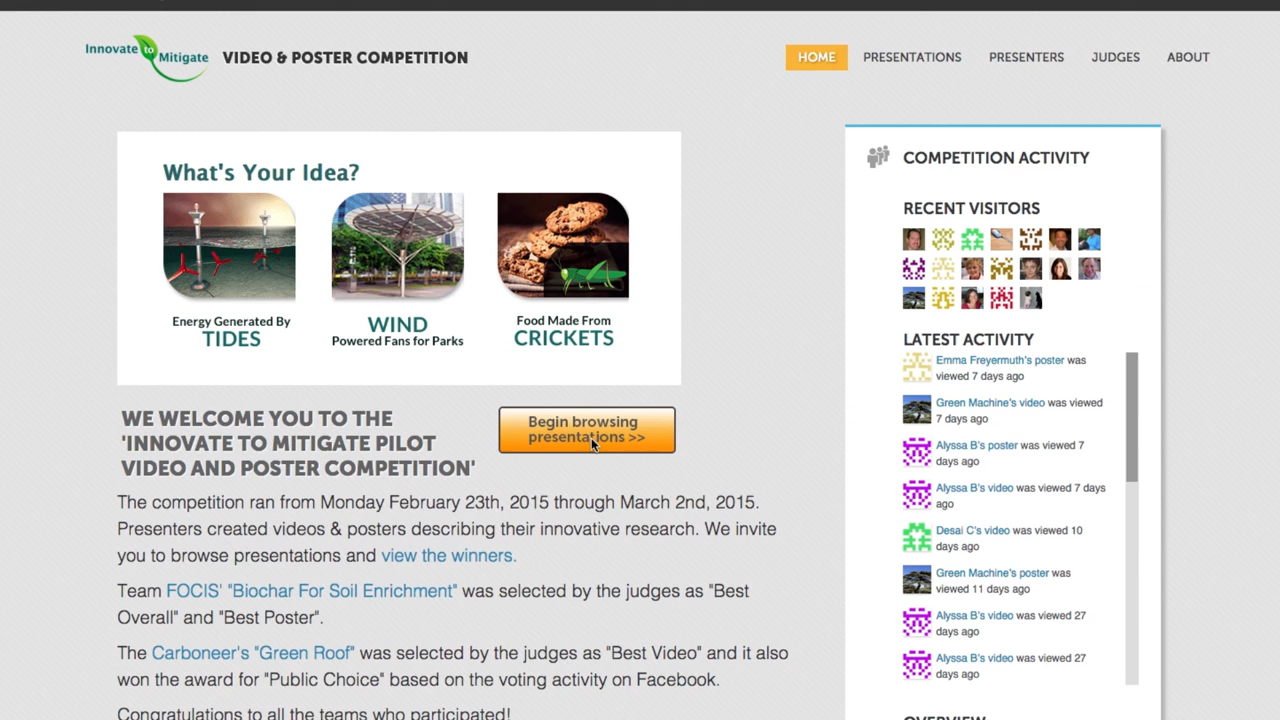 Innovate to Mitigate
VIDEO & POSTER COMPETITION
HOME
PRESENTATIONS
PRESENTERS
JUDGES
ABOUT
What's Your Idea?
Energy Generated By
TIDES
WIND
Powered Fans for Parks
Food Made From
CRICKETS
WE WELCOME YOU TO THE
'INNOVATE TO MITIGATE PILOT
VIDEO AND POSTER COMPETITION'
Begin browsing
presentations >>
The competitionran from Monday February 23th, 2015 through March 2nd, 2015.
Presenters created videos & posters describing their innovative research. We invite
you to browse presentations and view the winners.
Team FOCIS' "Biochar For Soil Enrichment" was selected by the judges as "Best
Overall" and "Best Poster".
The Carboneer's "Green Roof" was selected by the judges as "Best Video" and it also
won the award for "Public Choice" based on the voting activity on Facebook.
Congratulations to all the teams who participated!
COMPETITION ACTIVITY
RECENT VISITORS
LATEST ACTIVITY
Emma Freyermuth's poster was
viewed 7 days ago
Green Machine's video was viewed
7 days ago
Alyssa B's poster was viewed 7
days ago
Alyssa B's video was viewed 7 days
ago
Desai C's video was viewed 10
days ago
Green Machine's poster was
viewed 11 days ago
Alyssa B's video was viewed 27
days ago
Alyssa B's video was viewed 27
days ago
OVERVIEW